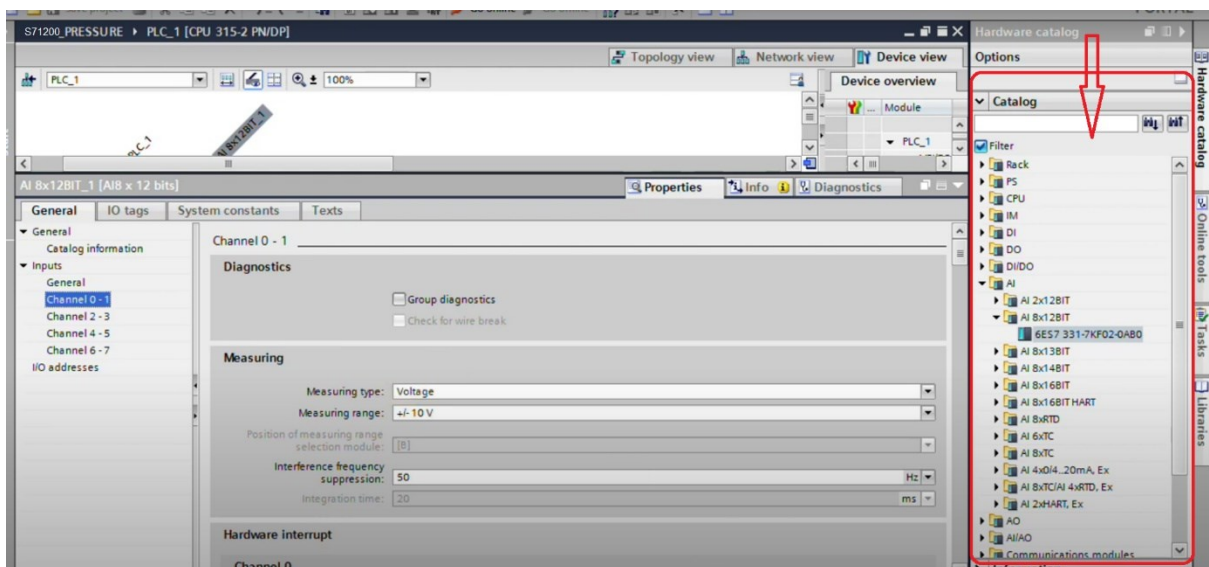 S71200_PRESSURE ▸ PLC_1 [CPU 315-2 PN/DP]
Hardware catalog
Topology view
Network view
Device view
Options
PLC_1
100%
Device overview
Module
PLC_1
PLC_1
AI 8x12BIT_1
Catalog
Filter
Rack
PS
CPU
IM
DI
DO
DI/DO
AI
AI 2x12BIT
AI 8x12BIT
6ES7 331-7KF02-0AB0
AI 8x13BIT
AI 8x14BIT
AI 8x16BIT
AI 8x16BIT HART
AI 8xRTD
AI 6xTC
AI 8xTC
AI 4x0/4..20mA, Ex
AI 8xTC/AI 4xRTD, Ex
AI 2xHART, Ex
AO
AI/AO
Communications modules
AI 8x12BIT_1 [AI8 x 12 bits]
Properties
Info
Diagnostics
General
IO tags
System constants
Texts
General
Catalog information
Inputs
General
Channel 0 - 1
Channel 2 - 3
Channel 4 - 5
Channel 6 - 7
I/O addresses
Channel 0 - 1
Diagnostics
Group diagnostics
Check for wire break
Measuring
Measuring type: Voltage
Measuring range: +/- 10 V
Position of measuring range
selection module: [B]
Interference frequency
suppression: 50 Hz
Integration time: 20 ms
Hardware interrupt
Channel 0
Hardware catalog
Online tools
Tasks
Libraries